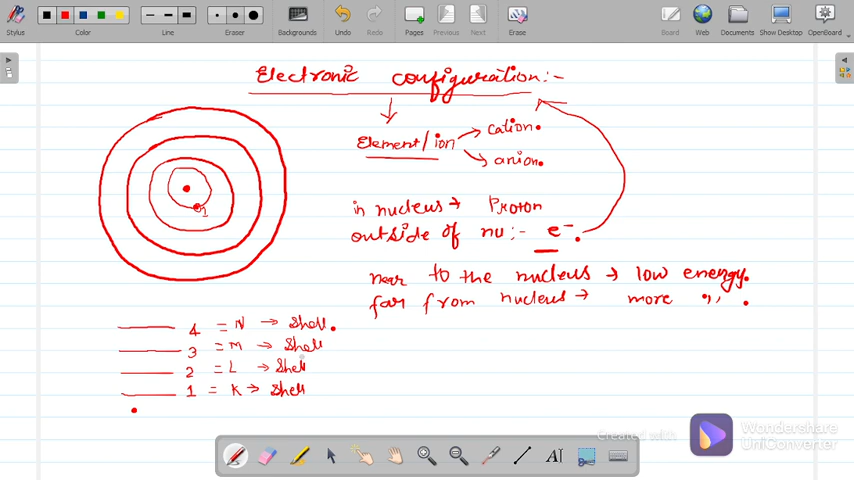 Stylus
Color
Line
Eraser
Backgrounds
Undo
Redo
Pages
Previous
Next
Erase
Board
Web
Documents
Show Desktop
OpenBoard
Electronic configuration:-
Element/ion
cation.
anion.
1
in nucleus → Proton
outside of nu:- e⁻.
near to the nucleus → low energy.
far from nucleus → more ,, .
4 = N → Shell.
3 = M → Shell
2 = L → Shell
1 = K → Shell
Created with
Wondershare
UniConverter